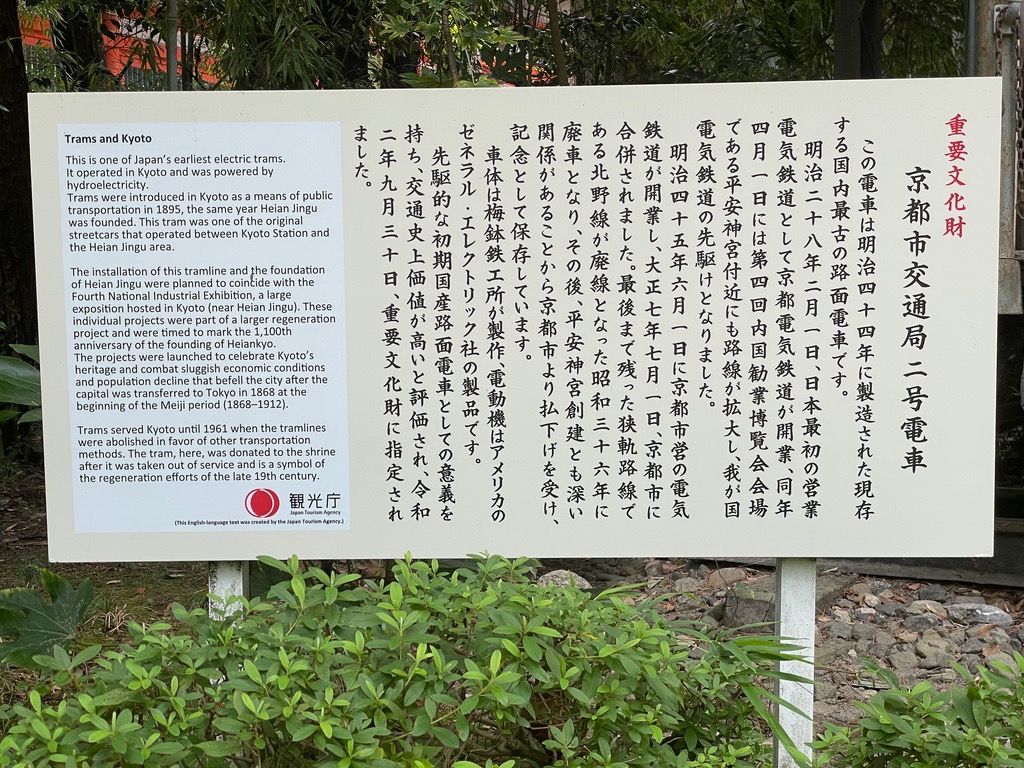 重要文化財
京都市交通局二号電車
この電車は明治四十四年に製造された現存
する国内最古の路面電車です。
明治二十八年二月一日、日本最初の営業
電気鉄道として京都電気鉄道が開業、同年
四月一日には第四回内国勧業博覧会会場
である平安神宮付近にも路線が拡大し、我が国
電気鉄道の先駆けとなりました。
明治四十五年六月一日に京都市営の電気
鉄道が開業し、大正七年七月一日、京都市に
合併されました。最後まで残った狭軌路線で
ある北野線が廃線となった昭和三十六年に
廃車となり、その後、平安神宮創建とも深い
関係があることから京都市より払下げを受け、
記念として保存しています。
車体は梅鉢鉄工所が製作、電動機はアメリカの
ゼネラル・エレクトリック社の製品です。
先駆的な初期国産路面電車としての意義を
持ち、交通史上価値が高いと評価され、令和
二年九月三十日、重要文化財に指定され
ました。
Trams and Kyoto
This is one of Japan's earliest electric trams.
It operated in Kyoto and was powered by
hydroelectricity.
Trams were introduced in Kyoto as a means of public
transportation in 1895, the same year Heian Jingu
was founded. This tram was one of the original
streetcars that operated between Kyoto Station and
the Heian Jingu area.
The installation of this tramline and the foundation
of Heian Jingu were planned to coincide with the
Fourth National Industrial Exhibition, a large
exposition hosted in Kyoto (near Heian Jingu). These
individual projects were part of a larger regeneration
project and were timed to mark the 1,100th
anniversary of the founding of Heiankyo.
The projects were launched to celebrate Kyoto's
heritage and combat sluggish economic conditions
and population decline that befell the city after the
capital was transferred to Tokyo in 1868 at the
beginning of the Meiji period (1868–1912).
Trams served Kyoto until 1961 when the tramlines
were abolished in favor of other transportation
methods. The tram, here, was donated to the shrine
after it was taken out of service and is a symbol of
the regeneration efforts of the late 19th century.
観光庁
Japan Tourism Agency
(This English-language text was created by the Japan Tourism Agency.)